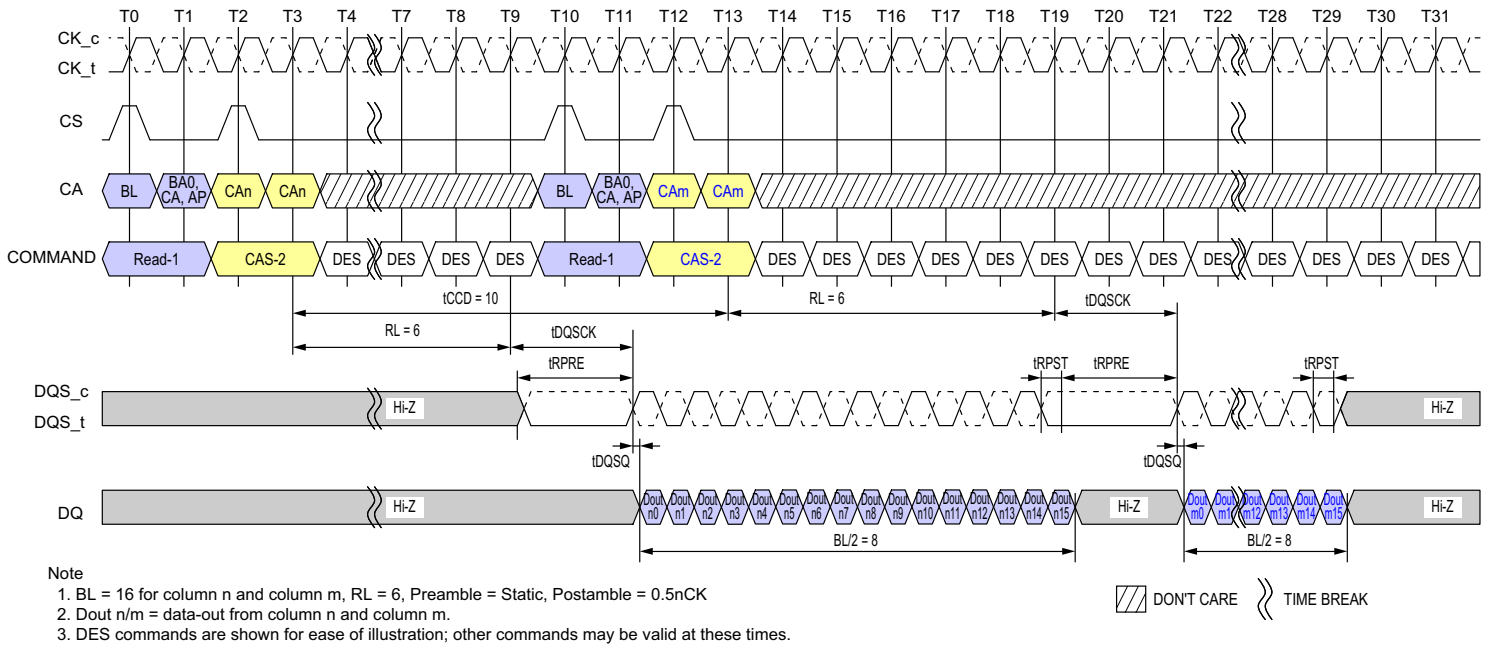 T0 T1 T2 T3 T4 T7 T8 T9 T10 T11 T12 T13 T14 T15 T16 T17 T18 T19 T20 T21 T22 T28 T29 T30 T31
CK_c
CK_t
CS
CA BL BA0, CA, AP CAn CAn BL BA0, CA, AP CAm CAm
COMMAND Read-1 CAS-2 DES DES DES DES Read-1 CAS-2 DES DES DES DES DES DES DES DES DES DES DES DES DES
tCCD = 10 RL = 6 tDQSCK
RL = 6 tDQSCK
tRPRE tRPST tRPRE tRPST
DQS_c
DQS_t
Hi-Z Hi-Z
tDQSQ tDQSQ
DQ Hi-Z Dout n0 Dout n1 Dout n2 Dout n3 Dout n4 Dout n5 Dout n6 Dout n7 Dout n8 Dout n9 Dout n10 Dout n11 Dout n12 Dout n13 Dout n14 Dout n15 Hi-Z Dout m0 Dout m1 Dout m12 Dout m13 Dout m14 Dout m15 Hi-Z
BL/2 = 8 BL/2 = 8
Note
1. BL = 16 for column n and column m, RL = 6, Preamble = Static, Postamble = 0.5nCK
2. Dout n/m = data-out from column n and column m.
3. DES commands are shown for ease of illustration; other commands may be valid at these times.
DON'T CARE TIME BREAK